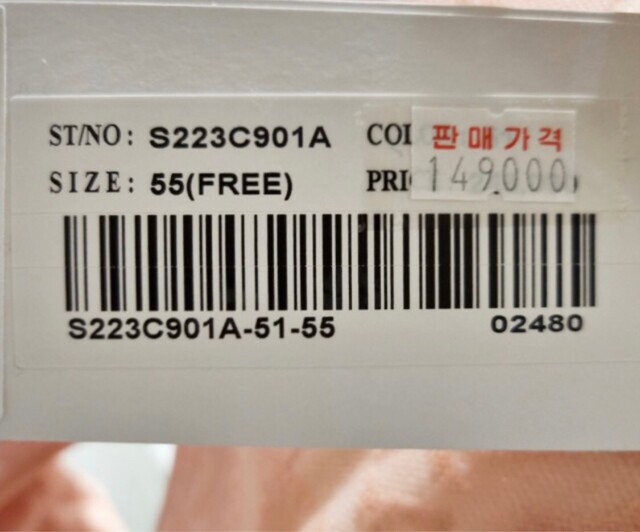 ST/NO: S223C901A COL 판매가격
SIZE: 55(FREE) PRI 149,000
S223C901A-51-55 02480